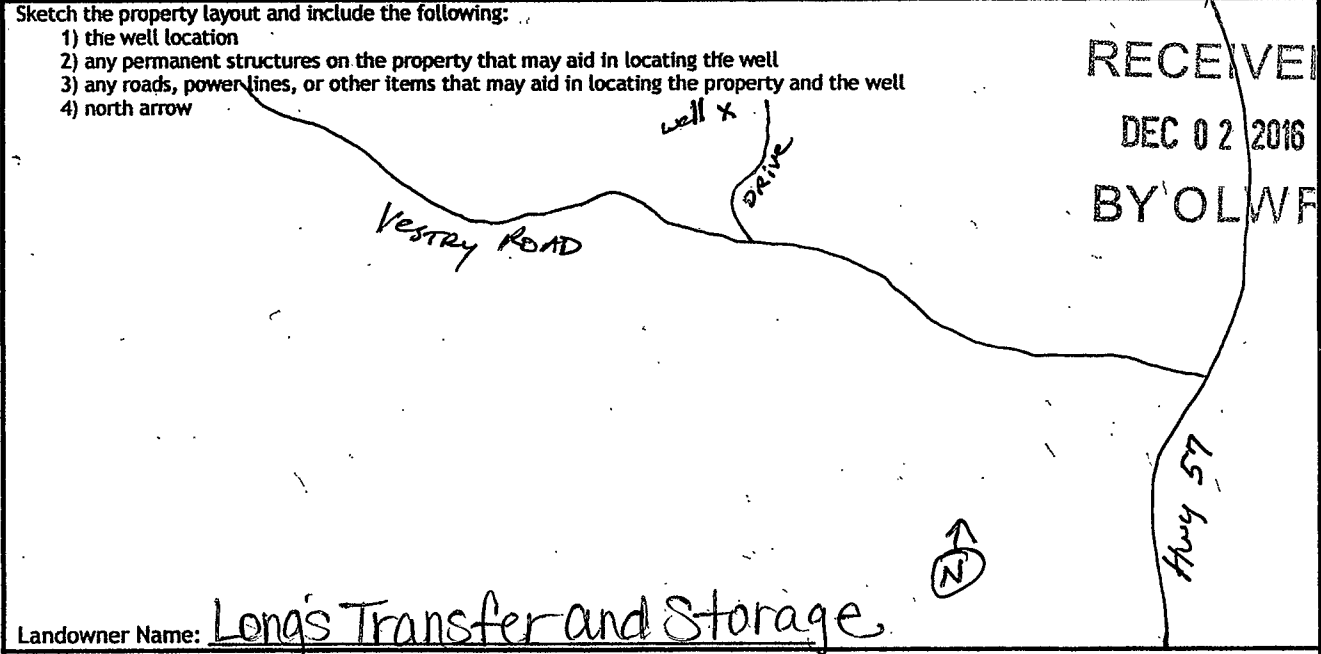 Sketch the property layout and include the following:
1) the well location
2) any permanent structures on the property that may aid in locating the well
3) any roads, power lines, or other items that may aid in locating the property and the well
4) north arrow
RECEIVE
DEC 02 2016
BY OLWR
well x
DRIVE
VESTRY ROAD
Hwy 57
N
Landowner Name: Long's Transfer and Storage